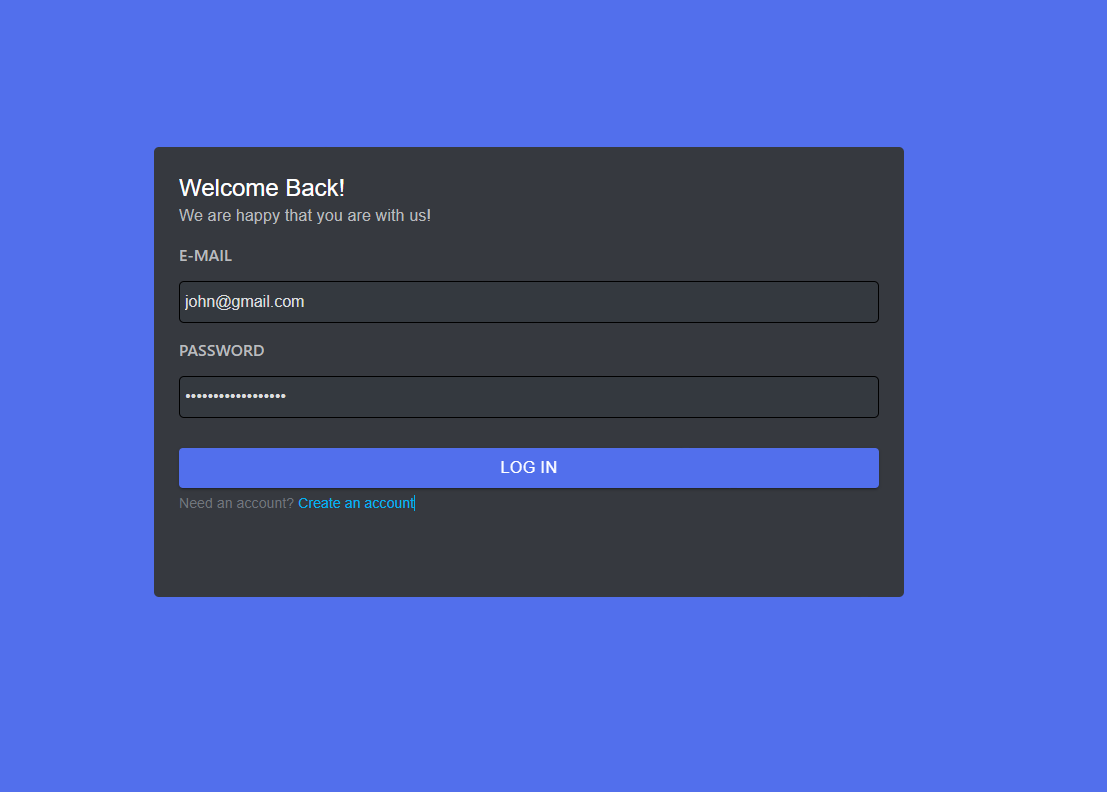 Welcome Back!
We are happy that you are with us!
E-MAIL
john@gmail.com
PASSWORD
••••••••••••••••••
LOG IN
Need an account? Create an account